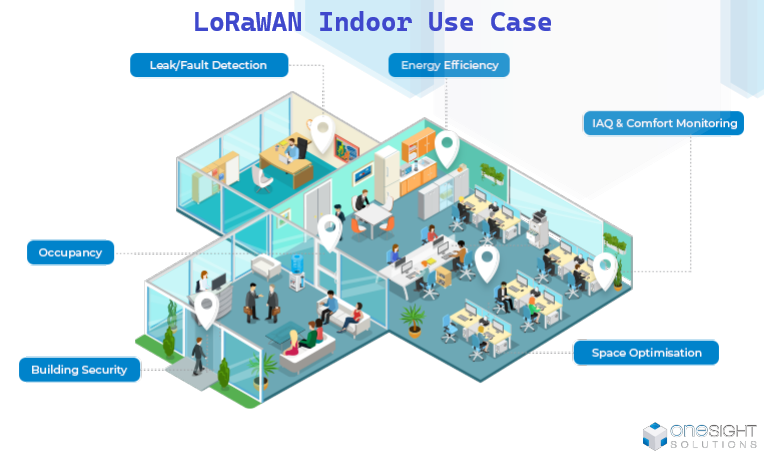 LoRaWAN Indoor Use Case
Leak/Fault Detection
Energy Efficiency
IAQ & Comfort Monitoring
Occupancy
Space Optimisation
Building Security
oneSIGHT
SOLUTIONS